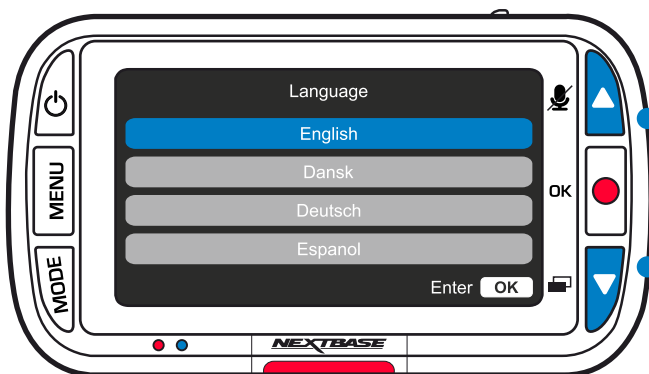 Language
English
Dansk
Deutsch
Espanol
Enter OK
MENU
MODE
OK
NEXTBASE